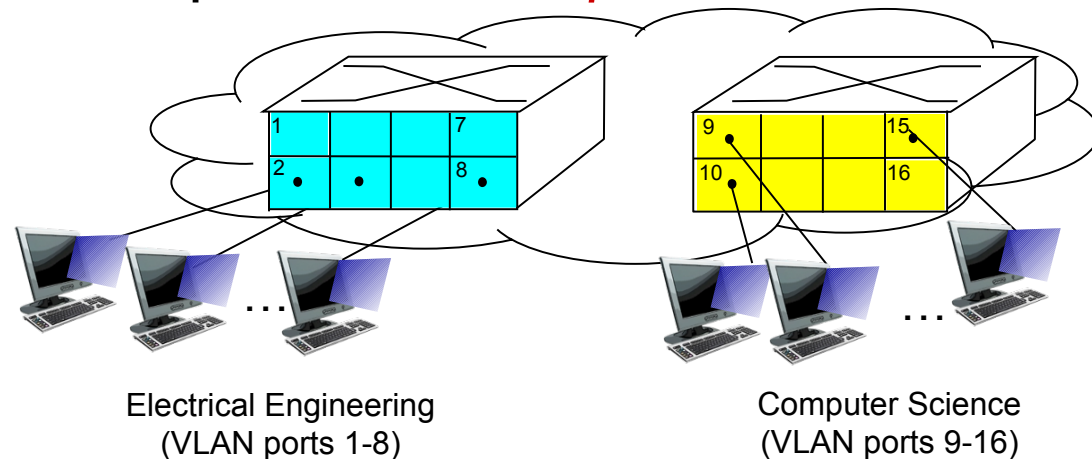 1
7
2
8
9
15
10
16
...
...
Electrical Engineering
(VLAN ports 1-8)
Computer Science
(VLAN ports 9-16)